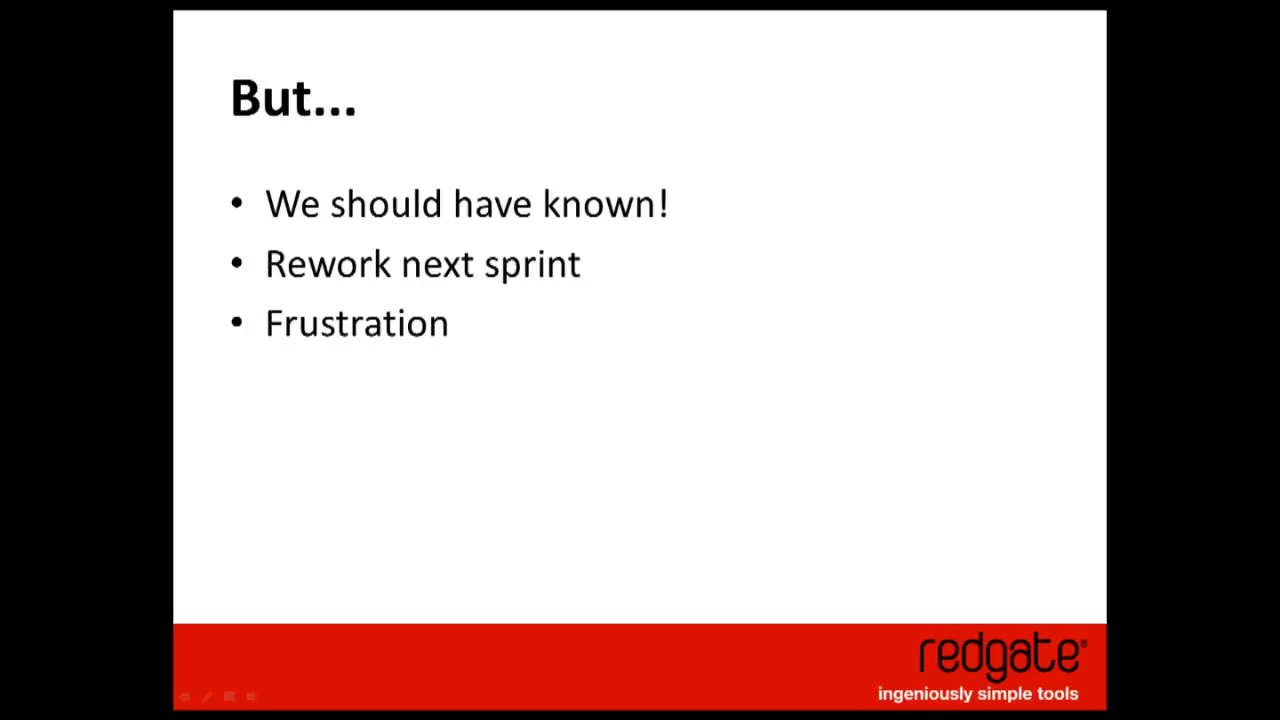 But...
• We should have known!
• Rework next sprint
• Frustration
redgate®
ingeniously simple tools